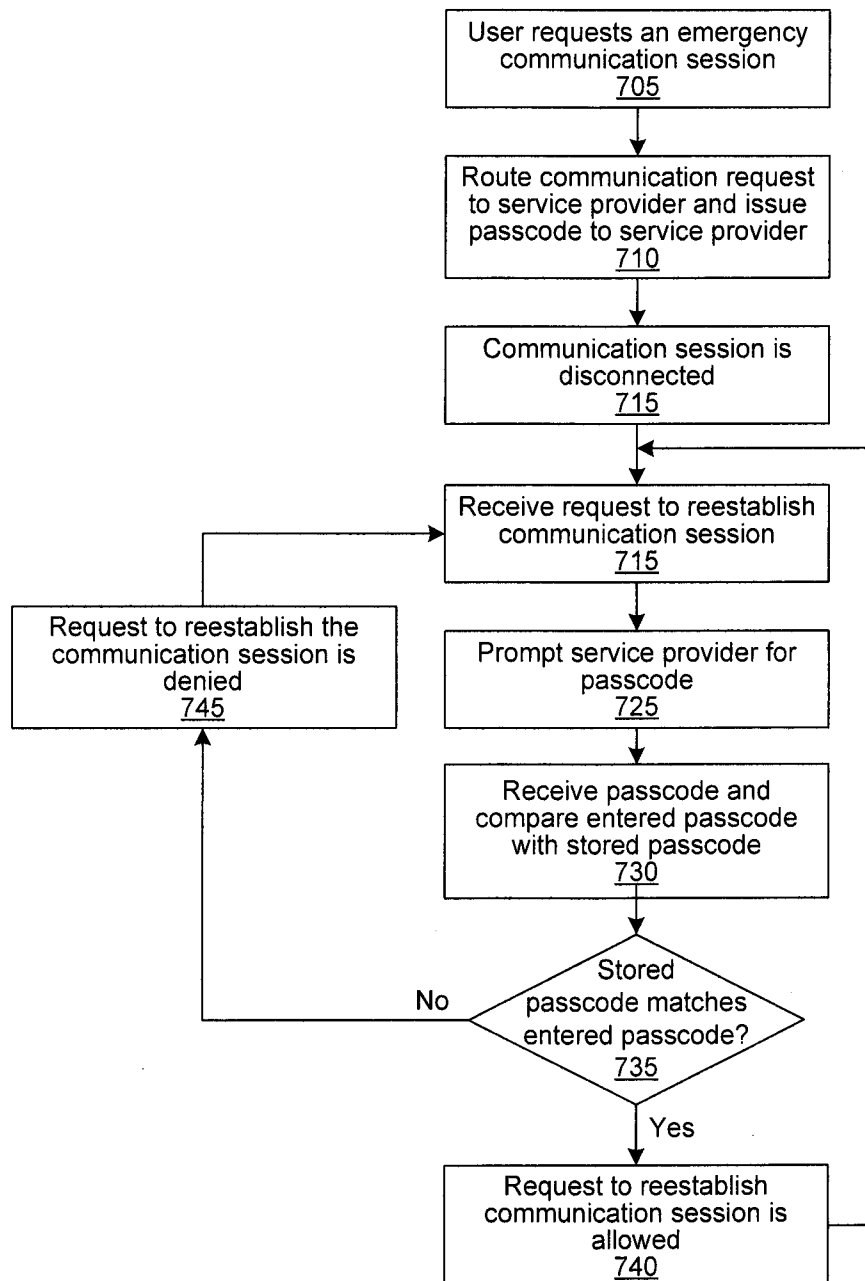 User requests an emergency
communication session
705
Route communication request
to service provider and issue
passcode to service provider
710
Communication session is
disconnected
715
Receive request to reestablish
communication session
715
Request to reestablish the
communication session is
denied
745
Prompt service provider for
passcode
725
Receive passcode and
compare entered passcode
with stored passcode
730
Stored
passcode matches
entered passcode?
735
No
Yes
Request to reestablish
communication session is
allowed
740